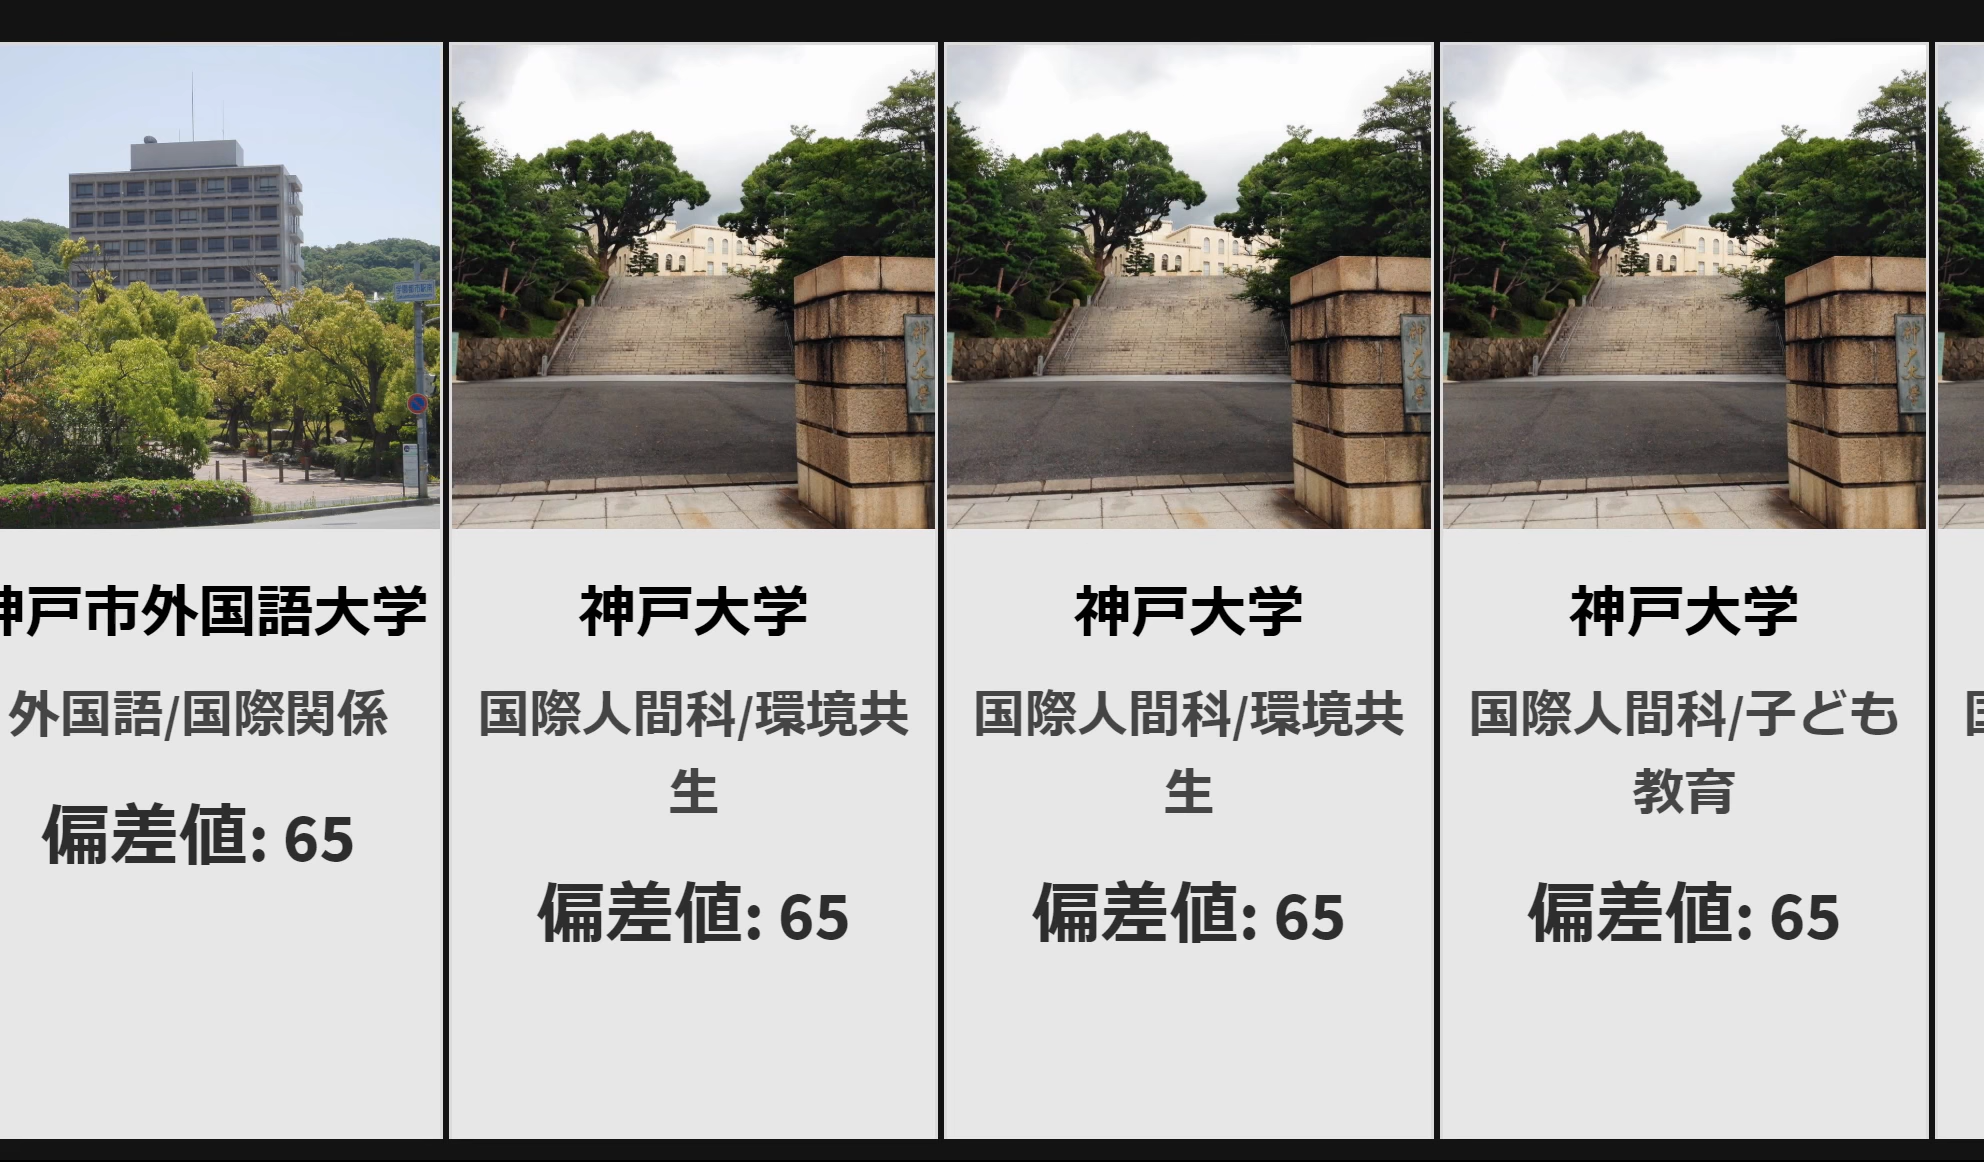 神戸市外国語大学
外国語/国際関係
偏差値: 65
神戸大学
国際人間科/環境共
生
偏差値: 65
神戸大学
国際人間科/環境共
生
偏差値: 65
神戸大学
国際人間科/子ども
教育
偏差値: 65